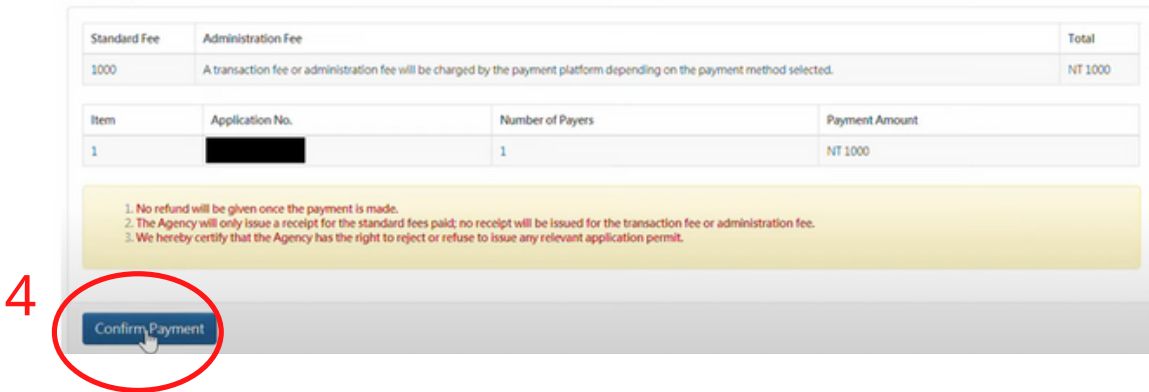 Standard Fee Administration Fee Total
1000 A transaction fee or administration fee will be charged by the payment platform depending on the payment method selected. NT 1000
Item Application No. Number of Payers Payment Amount
1 1 NT 1000
1. No refund will be given once the payment is made.
2. The Agency will only issue a receipt for the standard fees paid; no receipt will be issued for the transaction fee or administration fee.
3. We hereby certify that the Agency has the right to reject or refuse to issue any relevant application permit.
4
Confirm Payment